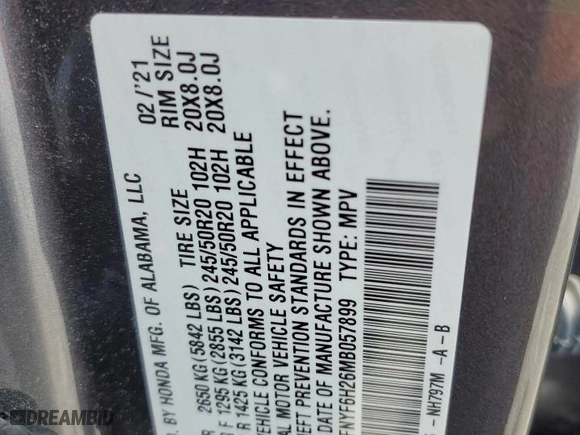 D. BY HONDA MFG. OF ALABAMA, LLC 02/'21
2650 KG (5842 LBS) TIRE SIZE RIM SIZE
F 1295 KG (2855 LBS) 245/50R20 102H 20X8.0J
R 1425 KG (3142 LBS) 245/50R20 102H 20X8.0J
VEHICLE CONFORMS TO ALL APPLICABLE
MOTOR VEHICLE SAFETY
PREVENTION STANDARDS IN EFFECT
DATE OF MANUFACTURE SHOWN ABOVE.
FNYF6H26MB057899 TYPE: MPV
- NH797M -A -B
© DREAMBID